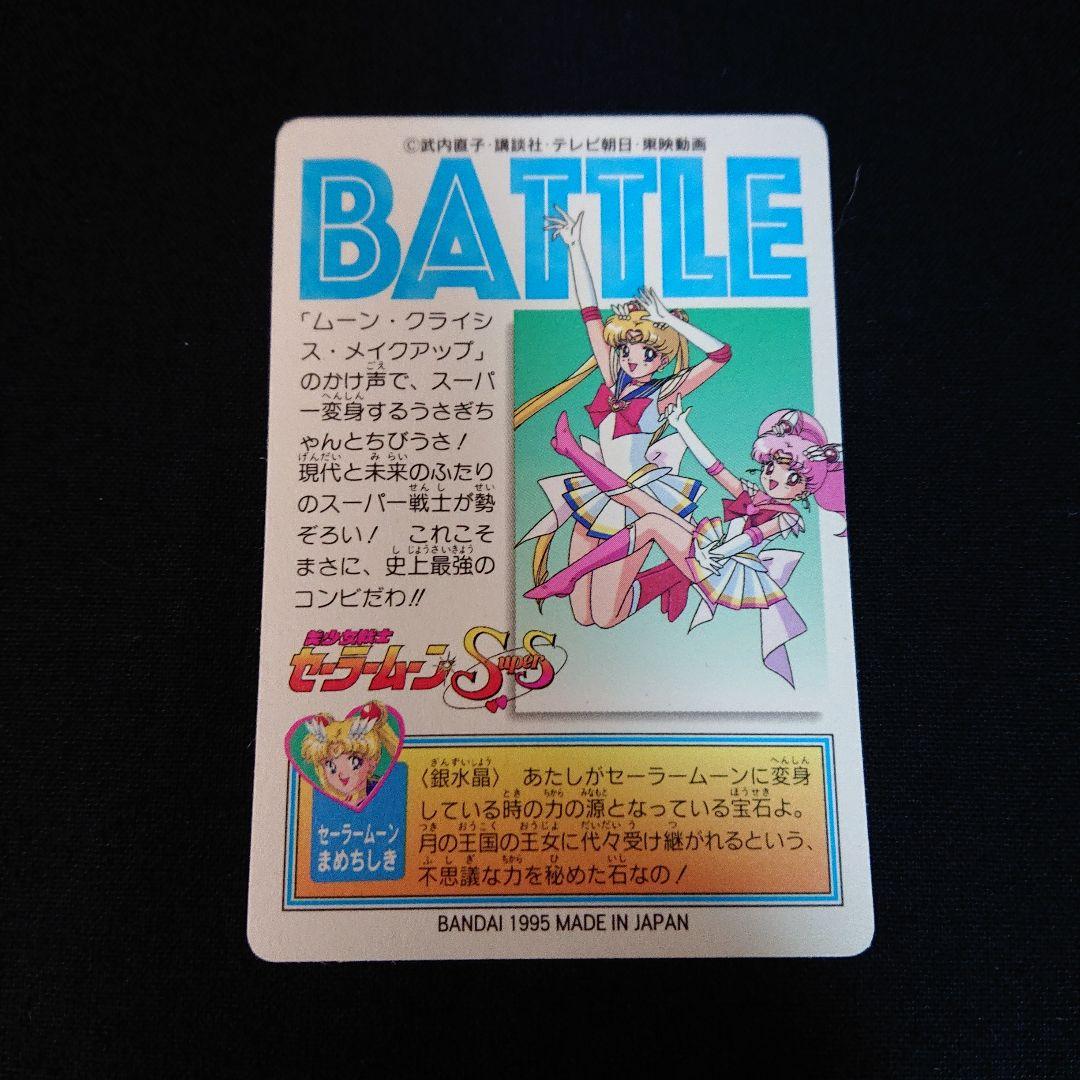 ©武内直子・講談社・テレビ朝日・東映動画
BATTLE
「ムーン・クライシ
ス・メイクアップ」
のかけ声で、スーパ
ー変身するうさぎち
ゃんとちびうさ！
現代と未来のふたり
のスーパー戦士が勢
ぞろい！　これこそ
まさに、史上最強の
コンビだわ!!
美少女戦士
セーラームーン SuperS
セーラームーン
まめちしき
〈銀水晶〉　あたしがセーラームーンに変身
している時の力の源となっている宝石よ。
月の王国の王女に代々受け継がれるという、
不思議な力を秘めた石なの！
BANDAI 1995 MADE IN JAPAN